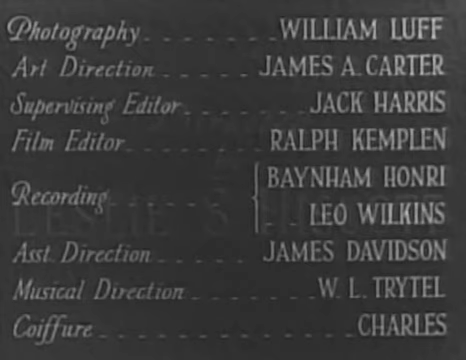 Photography WILLIAM LUFF
Art Direction JAMES A. CARTER
Supervising Editor JACK HARRIS
Film Editor RALPH KEMPLEN
Recording BAYNHAM HONRI
LEO WILKINS
Asst. Direction JAMES DAVIDSON
Musical Direction W. L. TRYTEL
Coiffure CHARLES